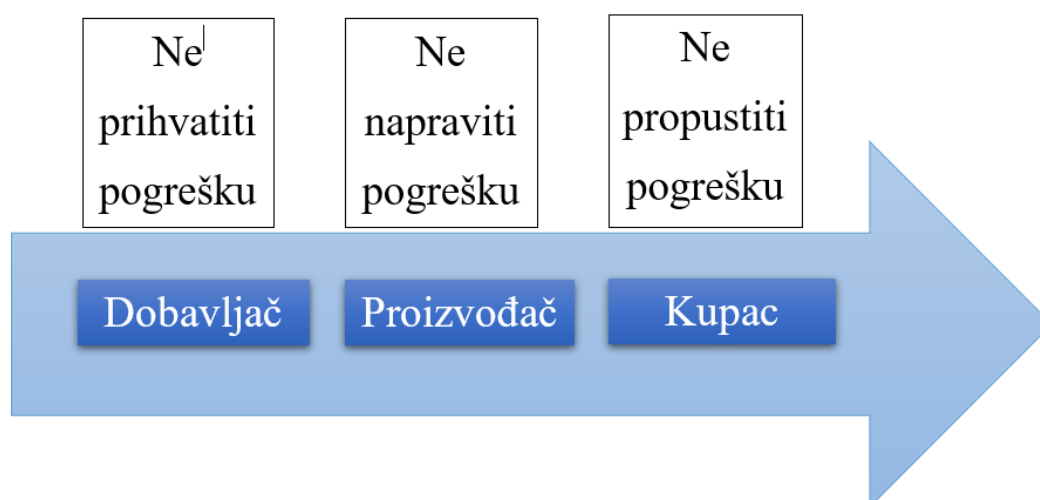 Ne
prihvatiti
pogrešku
Ne
napraviti
pogrešku
Ne
propustiti
pogrešku
Dobavljač
Proizvođač
Kupac